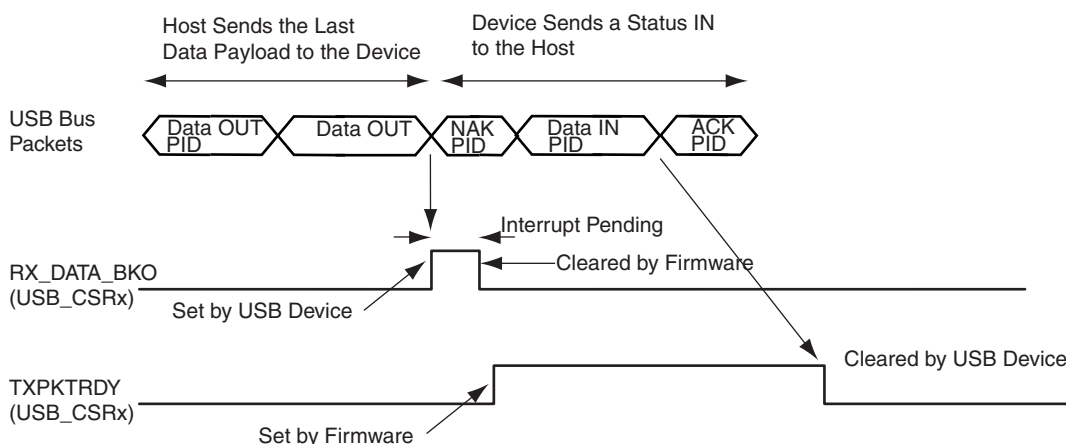 Host Sends the Last
Data Payload to the Device
Device Sends a Status IN
to the Host
USB Bus
Packets
Data OUT
PID
Data OUT
NAK
PID
Data IN
PID
ACK
PID
Interrupt Pending
RX_DATA_BKO
(USB_CSRx)
Cleared by Firmware
Set by USB Device
Cleared by USB Device
TXPKTRDY
(USB_CSRx)
Set by Firmware